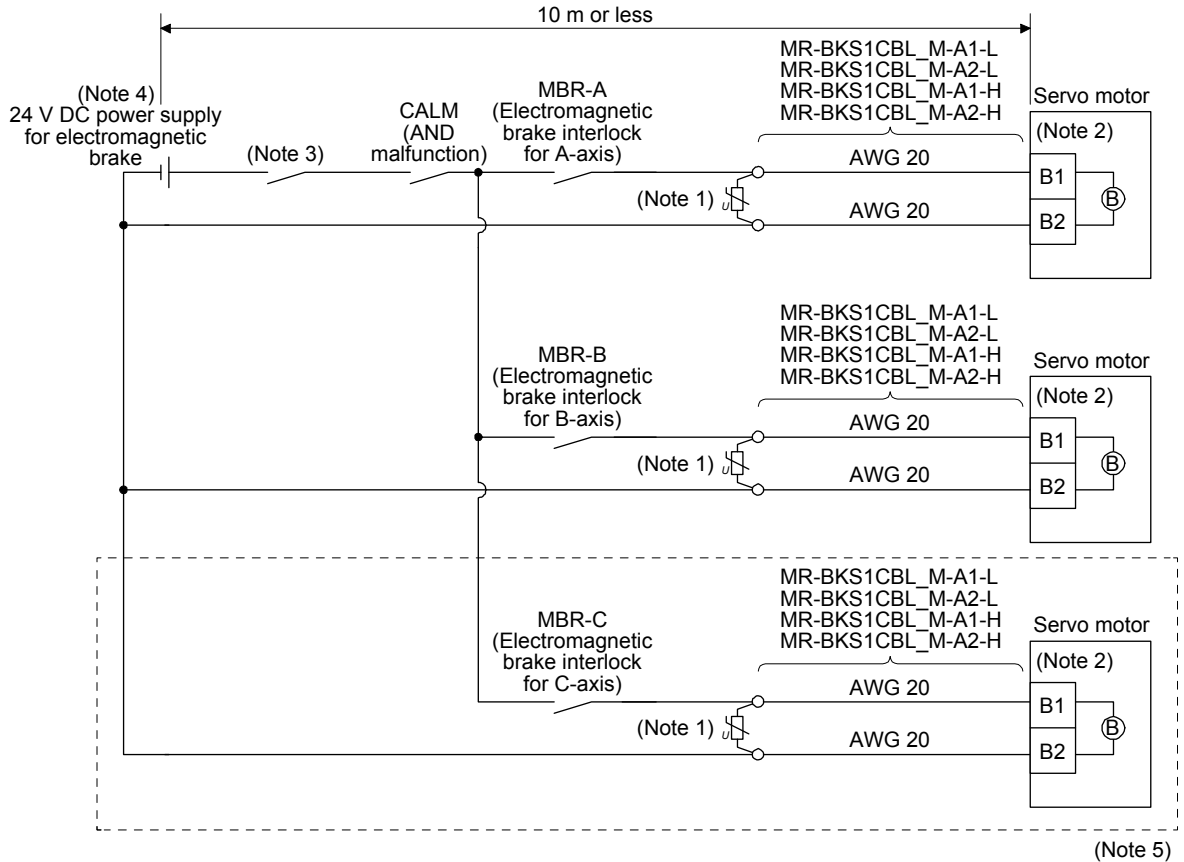 10 m or less
(Note 4)
24 V DC power supply
for electromagnetic
brake
(Note 3)
CALM
(AND
malfunction)
MBR-A
(Electromagnetic
brake interlock
for A-axis)
MR-BKS1CBL_M-A1-L
MR-BKS1CBL_M-A2-L
MR-BKS1CBL_M-A1-H
MR-BKS1CBL_M-A2-H
Servo motor
(Note 2)
AWG 20
B1
B
(Note 1)
U
AWG 20
B2
MBR-B
(Electromagnetic
brake interlock
for B-axis)
MR-BKS1CBL_M-A1-L
MR-BKS1CBL_M-A2-L
MR-BKS1CBL_M-A1-H
MR-BKS1CBL_M-A2-H
Servo motor
(Note 2)
AWG 20
B1
B
(Note 1)
U
AWG 20
B2
MBR-C
(Electromagnetic
brake interlock
for C-axis)
MR-BKS1CBL_M-A1-L
MR-BKS1CBL_M-A2-L
MR-BKS1CBL_M-A1-H
MR-BKS1CBL_M-A2-H
Servo motor
(Note 2)
AWG 20
B1
B
(Note 1)
U
AWG 20
B2
(Note 5)